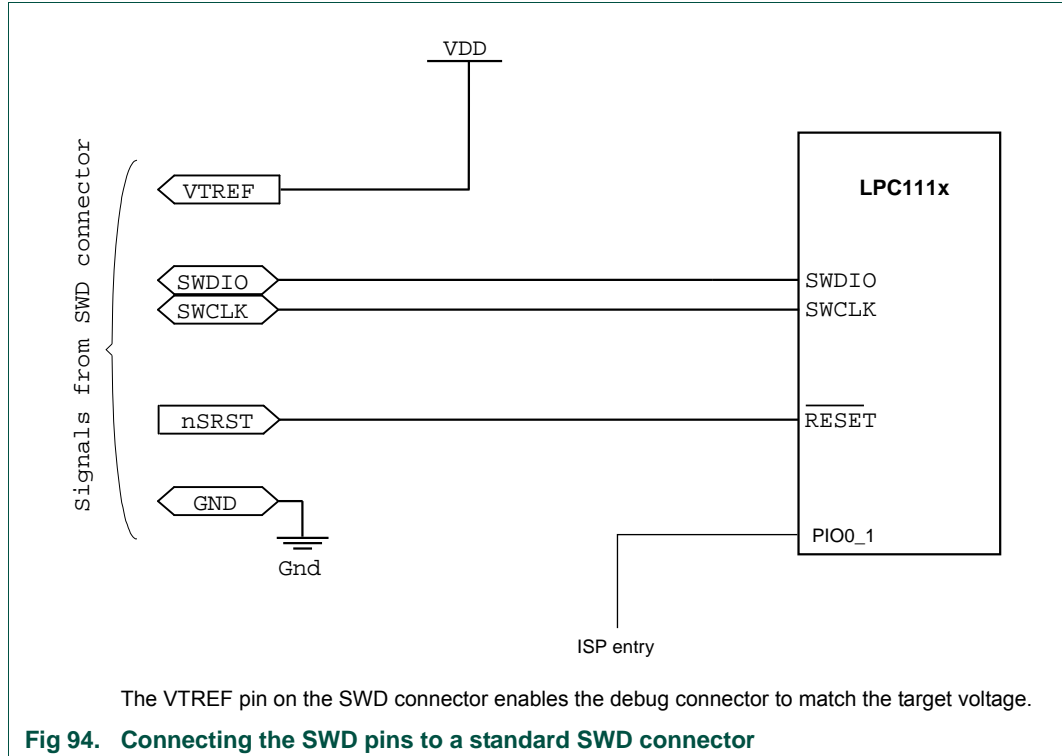 VDD
Signals from SWD connector
VTREF
LPC111x
SWDIO
SWDIO
SWCLK
SWCLK
nSRST
RESET
GND
Gnd
PIO0_1
ISP entry
The VTREF pin on the SWD connector enables the debug connector to match the target voltage.
Fig 94. Connecting the SWD pins to a standard SWD connector